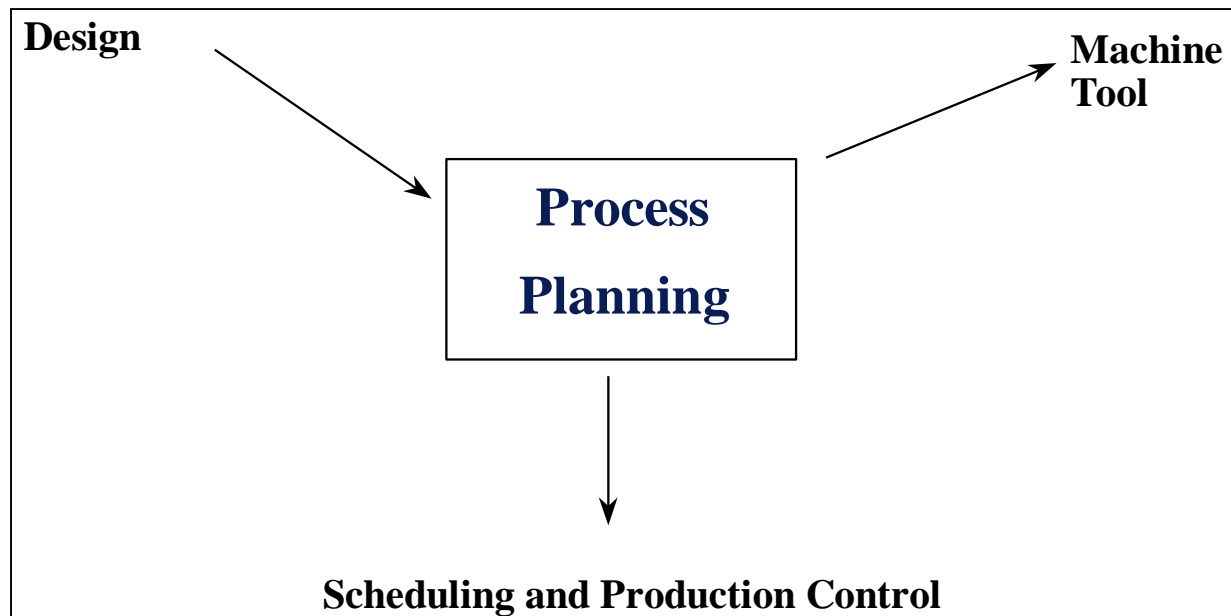 Design
Machine
Tool
Process
Planning
Scheduling and Production Control